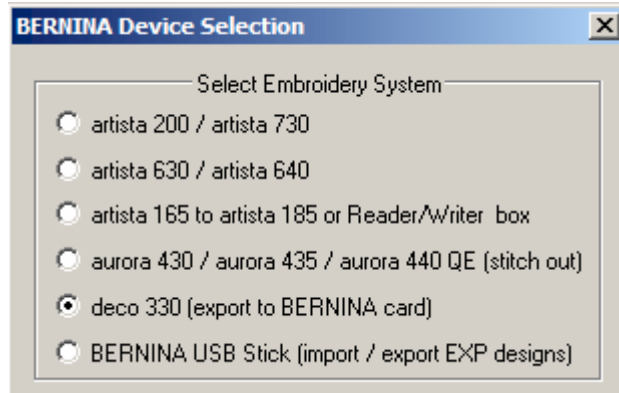 BERNINA Device Selection
Select Embroidery System
artista 200 / artista 730
artista 630 / artista 640
artista 165 to artista 185 or Reader/Writer box
aurora 430 / aurora 435 / aurora 440 QE (stitch out)
deco 330 (export to BERNINA card)
BERNINA USB Stick (import / export EXP designs)